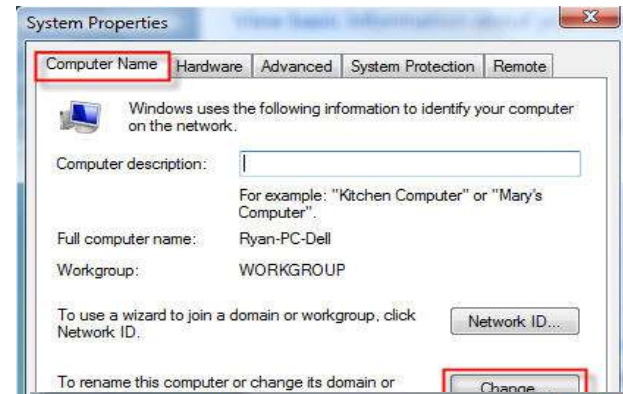 System Properties
Computer Name Hardware Advanced System Protection Remote
Windows uses the following information to identify your computer
on the network.
Computer description:
For example: "Kitchen Computer" or "Mary's
Computer".
Full computer name: Ryan-PC-Dell
Workgroup: WORKGROUP
To use a wizard to join a domain or workgroup, click
Network ID.
Network ID...
To rename this computer or change its domain or
Change...